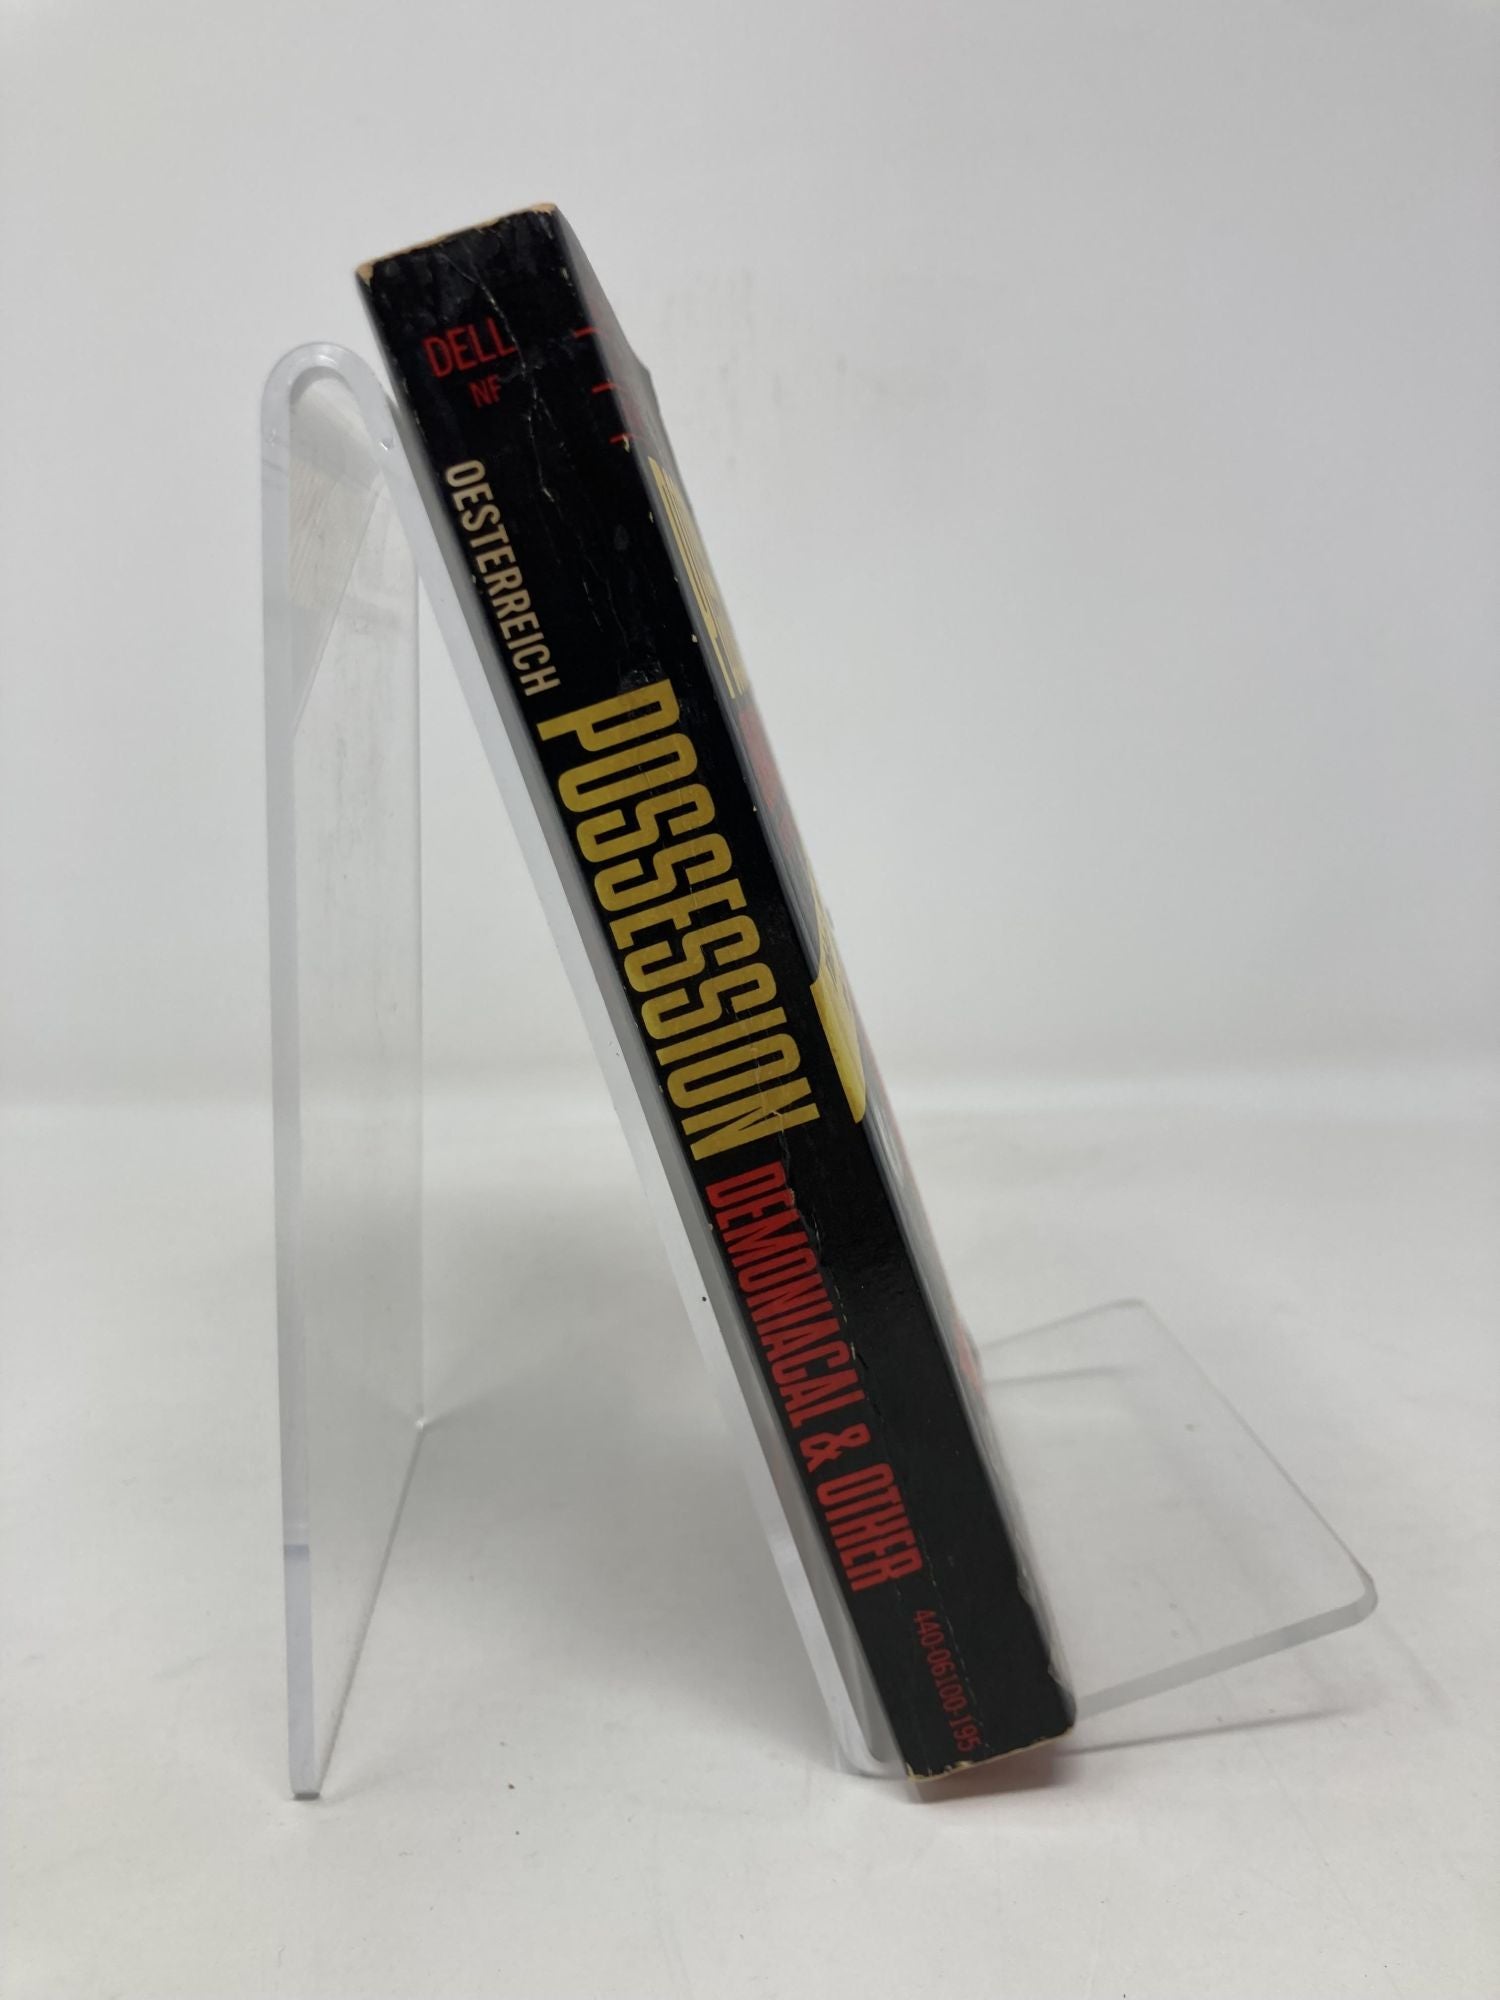 DELL
NF
OESTERREICH
POSSESSION
DEMONIACAL & OTHER
440-06100-195